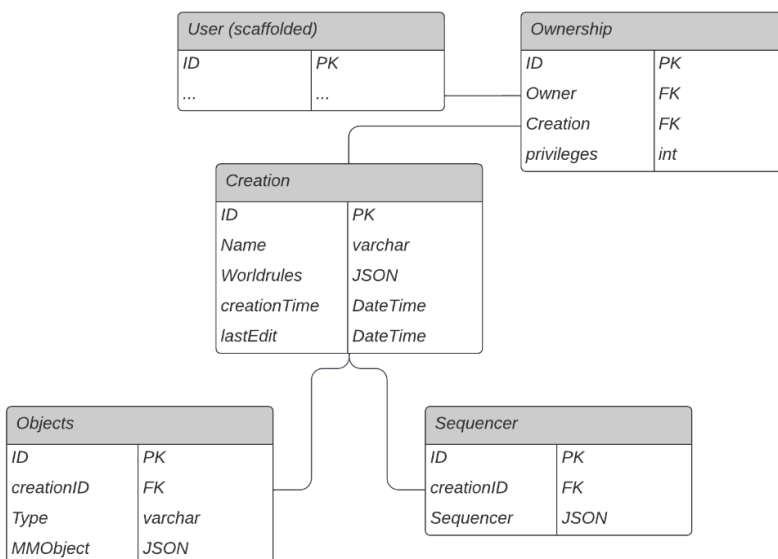 User (scaffolded)
ID PK
... ...
Ownership
ID PK
Owner FK
Creation FK
privileges int
Creation
ID PK
Name varchar
Worldrules JSON
creationTime DateTime
lastEdit DateTime
Objects
ID PK
creationID FK
Type varchar
MMObject JSON
Sequencer
ID PK
creationID FK
Sequencer JSON